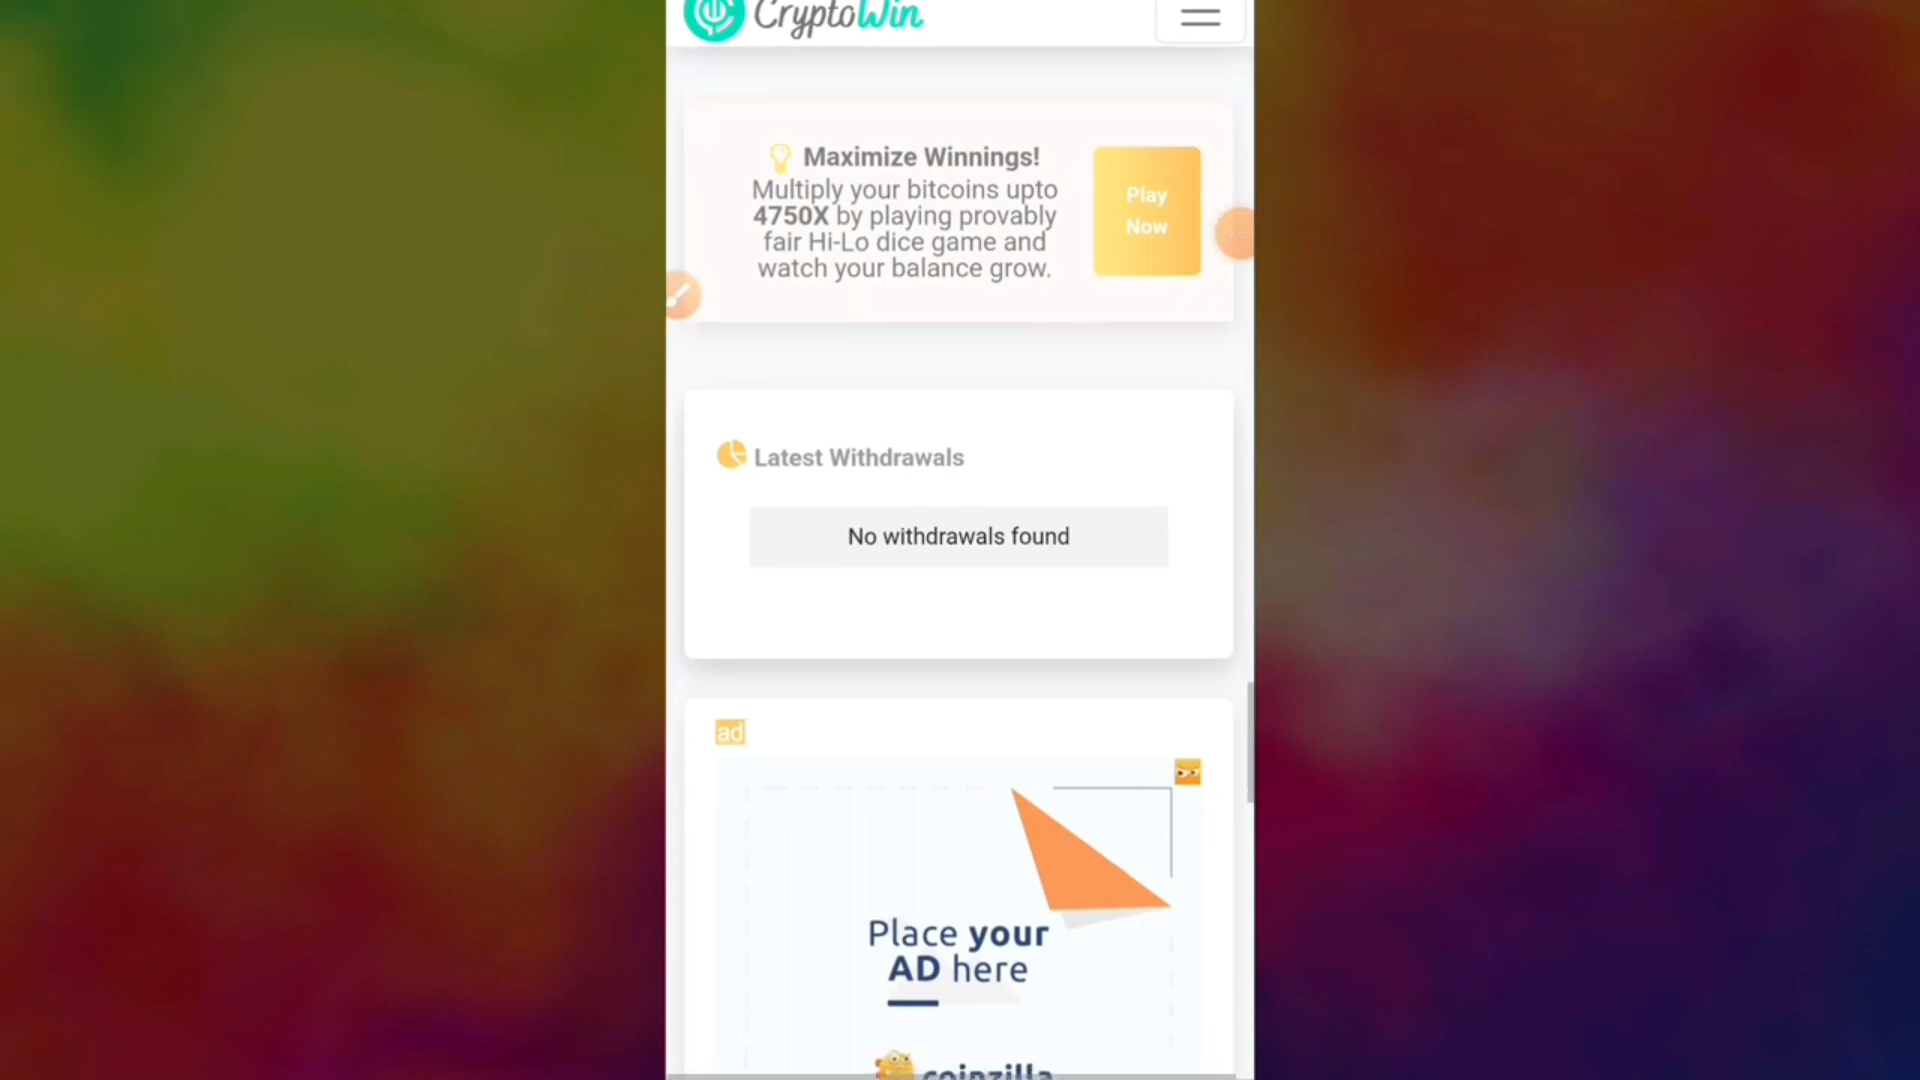 CryptoWin
Maximize Winnings!
Multiply your bitcoins upto
4750X by playing provably
fair Hi-Lo dice game and
watch your balance grow.
Play
Now
Latest Withdrawals
No withdrawals found
ad
Place your
AD here
coinzilla